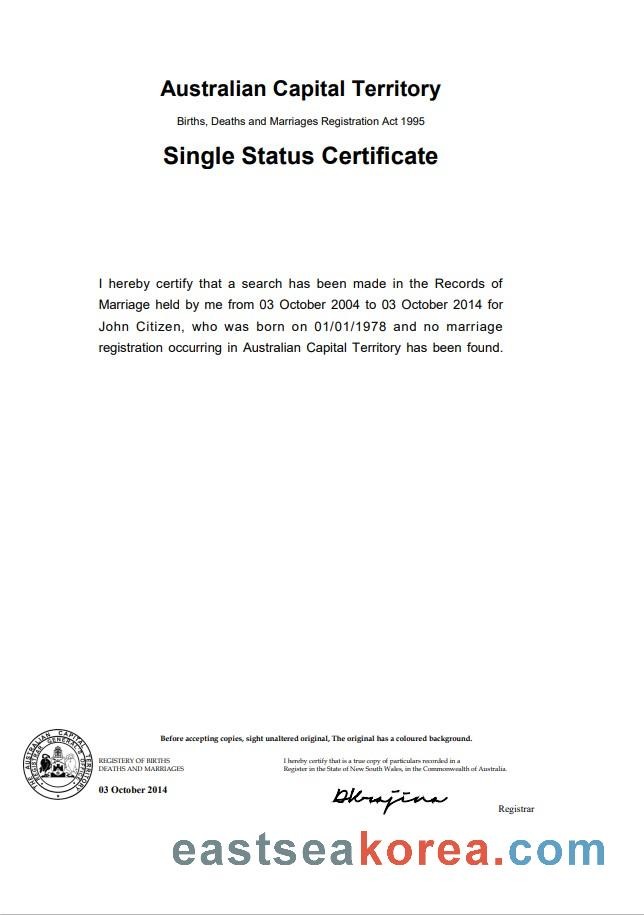 Australian Capital Territory
Births, Deaths and Marriages Registration Act 1995
Single Status Certificate
I hereby certify that a search has been made in the Records of
Marriage held by me from 03 October 2004 to 03 October 2014 for
John Citizen, who was born on 01/01/1978 and no marriage
registration occurring in Australian Capital Territory has been found.
Before accepting copies, sight unaltered original, The original has a coloured background.
THE REGISTRAR GENERAL'S
AUSTRALIAN CAPITAL TERRITORY
REGISTERY OF BIRTHS
DEATHS AND MARRIAGES
03 October 2014
I hereby certify that is a true copy of particulars recorded in a
Register in the State of New South Wales, in the Commonwealth of Australia.
Registrar
eastseakorea.com